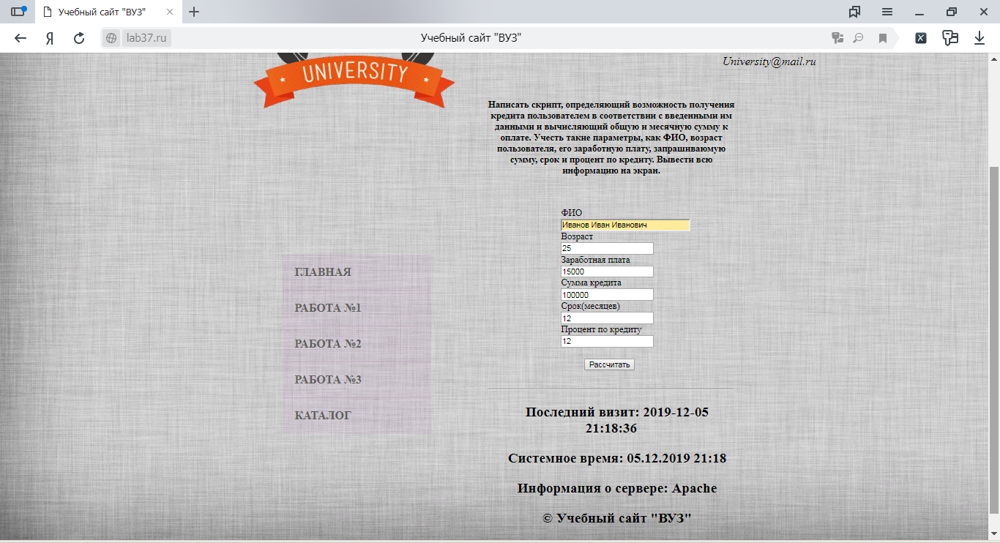 Учебный сайт "ВУЗ"
lab37.ru
Учебный сайт "ВУЗ"
UNIVERSITY
University@mail.ru
Написать скрипт, определяющий возможность получения
кредита пользователем в соответствии с введенными им
данными и вычисляющий общую и месячную сумму к
оплате. Учесть такие параметры, как ФИО, возраст
пользователя, его заработную плату, запрашиваюмую
сумму, срок и процент по кредиту. Вывести всю
информацию на экран.
ФИО
Иванов Иван Иванович
Возраст
25
Заработная плата
15000
Сумма кредита
100000
Срок(месяцев)
12
Процент по кредиту
12
Рассчитать
ГЛАВНАЯ
РАБОТА №1
РАБОТА №2
РАБОТА №3
КАТАЛОГ
Последний визит: 2019-12-05
21:18:36
Системное время: 05.12.2019 21:18
Информация о сервере: Apache
© Учебный сайт "ВУЗ"